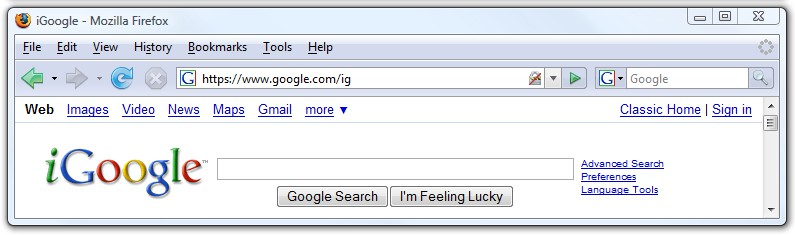 iGoogle - Mozilla Firefox
File Edit View History Bookmarks Tools Help
G https://www.google.com/ig G Google
Web Images Video News Maps Gmail more ▼ Classic Home | Sign in
iGoogle™
Advanced Search
Preferences
Language Tools
Google Search I'm Feeling Lucky